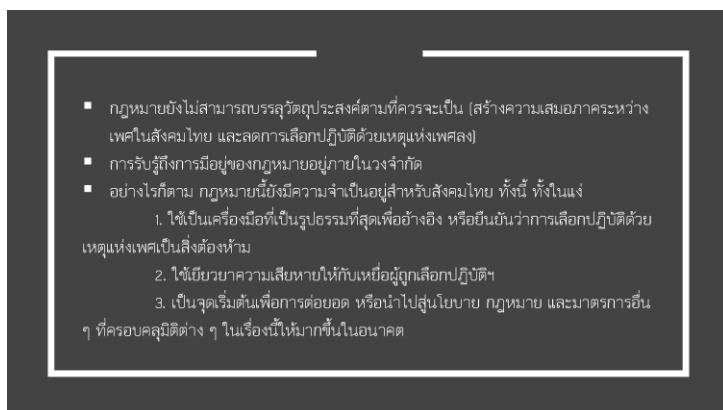 ▪ กฎหมายยังไม่สามารถบรรลุวัตถุประสงค์ตามที่ควรจะเป็น (สร้างความเสมอภาคระหว่าง
เพศในสังคมไทย และลดการเลือกปฏิบัติด้วยเหตุแห่งเพศลง)
▪ การรับรู้ถึงการมีอยู่ของกฎหมายอยู่ภายในวงจำกัด
▪ อย่างไรก็ตาม กฎหมายนี้ยังมีความจำเป็นอยู่สำหรับสังคมไทย ทั้งนี้ ทั้งในแง่
1. ใช้เป็นเครื่องมือที่เป็นรูปธรรมที่สุดเพื่ออ้างอิง หรือยืนยันว่าการเลือกปฏิบัติด้วย
เหตุแห่งเพศเป็นสิ่งต้องห้าม
2. ใช้เยียวยาความเสียหายให้กับเหยื่อผู้ถูกเลือกปฏิบัติฯ
3. เป็นจุดเริ่มต้นเพื่อการต่อยอด หรือนำไปสู่นโยบาย กฎหมาย และมาตรการอื่น
ๆ ที่ครอบคลุมิติต่าง ๆ ในเรื่องนี้ให้มากขึ้นในอนาคต